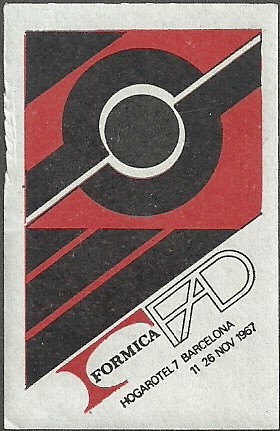 FORMICA
FAD
HOGAROTEL 7 BARCELONA
11 26 NOV 1967